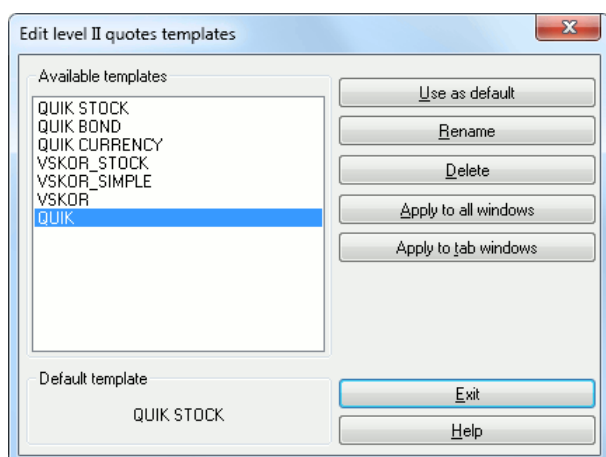 Edit level II quotes templates
Available templates
QUIK STOCK
QUIK BOND
QUIK CURRENCY
VSKOR_STOCK
VSKOR_SIMPLE
VSKOR
QUIK
Use as default
Rename
Delete
Apply to all windows
Apply to tab windows
Default template
QUIK STOCK
Exit
Help